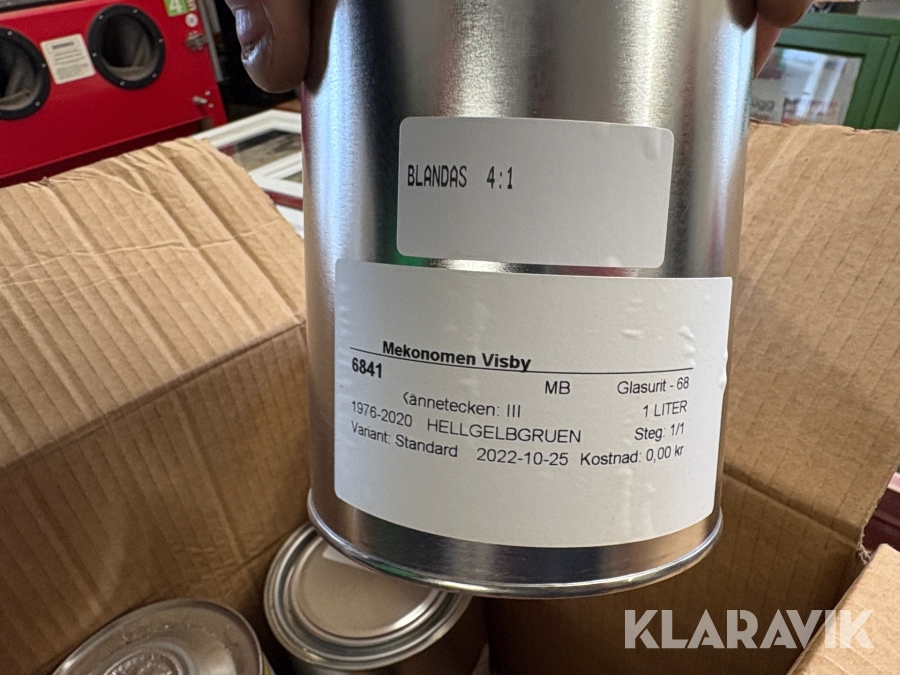 BLANDAS 4:1
Mekonomen Visby
6841
MB Glasurit - 68
Kännetecken: III 1 LITER
1976-2020 HELLGELBGRUEN Steg: 1/1
Variant: Standard 2022-10-25 Kostnad: 0,00 kr
KLARAVIK